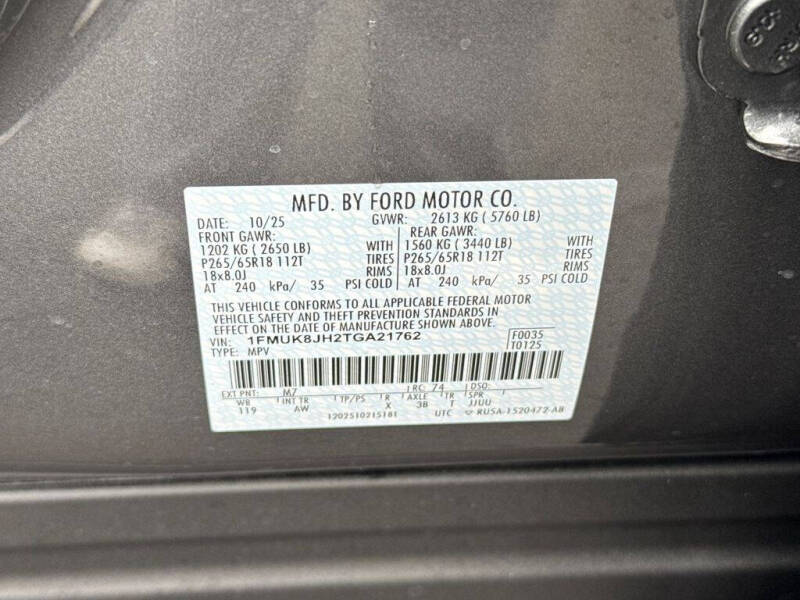 MFD. BY FORD MOTOR CO.
DATE: 10/25 GVWR: 2613 KG ( 5760 LB)
FRONT GAWR: REAR GAWR:
1202 KG ( 2650 LB) WITH 1560 KG ( 3440 LB) WITH
P265/65R18 112T TIRES P265/65R18 112T TIRES
18x8.0J RIMS 18x8.0J RIMS
AT 240 kPa/ 35 PSI COLD AT 240 kPa/ 35 PSI COLD
THIS VEHICLE CONFORMS TO ALL APPLICABLE FEDERAL MOTOR
VEHICLE SAFETY AND THEFT PREVENTION STANDARDS IN
EFFECT ON THE DATE OF MANUFACTURE SHOWN ABOVE.
VIN: 1FMUK8JH2TGA21762 F0035
TYPE: MPV T0125
EXT PNT: M7 RC: 74 DSO:
WB INT TR TP/PS R AXLE TR SPR
119 AW X 3B T JJUU
1202510215181 UTC RU5A-1520472-AB